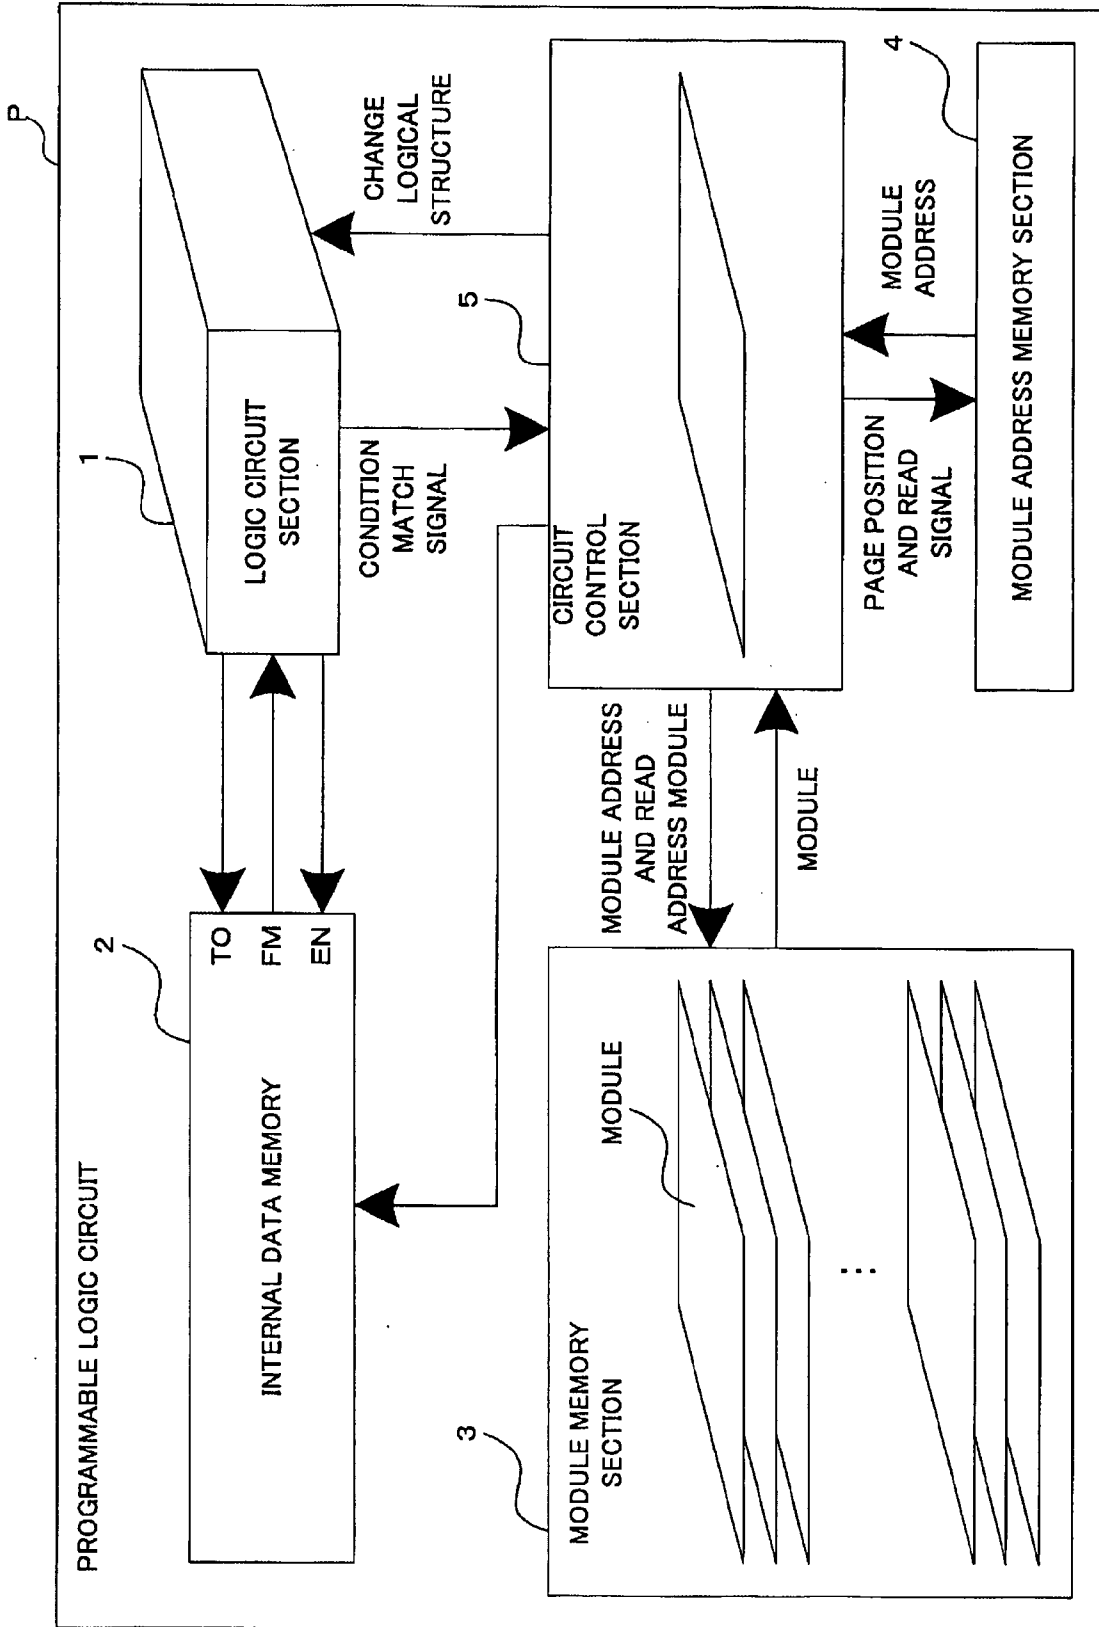 P
PROGRAMMABLE LOGIC CIRCUIT
2
INTERNAL DATA MEMORY
TO
FM
EN
1
LOGIC CIRCUIT
SECTION
CONDITION
MATCH
SIGNAL
CHANGE
LOGICAL
STRUCTURE
3
MODULE MEMORY
SECTION
MODULE
...
MODULE ADDRESS
AND READ
ADDRESS MODULE
MODULE
5
CIRCUIT
CONTROL
SECTION
PAGE POSITION
AND READ
SIGNAL
MODULE
ADDRESS
4
MODULE ADDRESS MEMORY SECTION